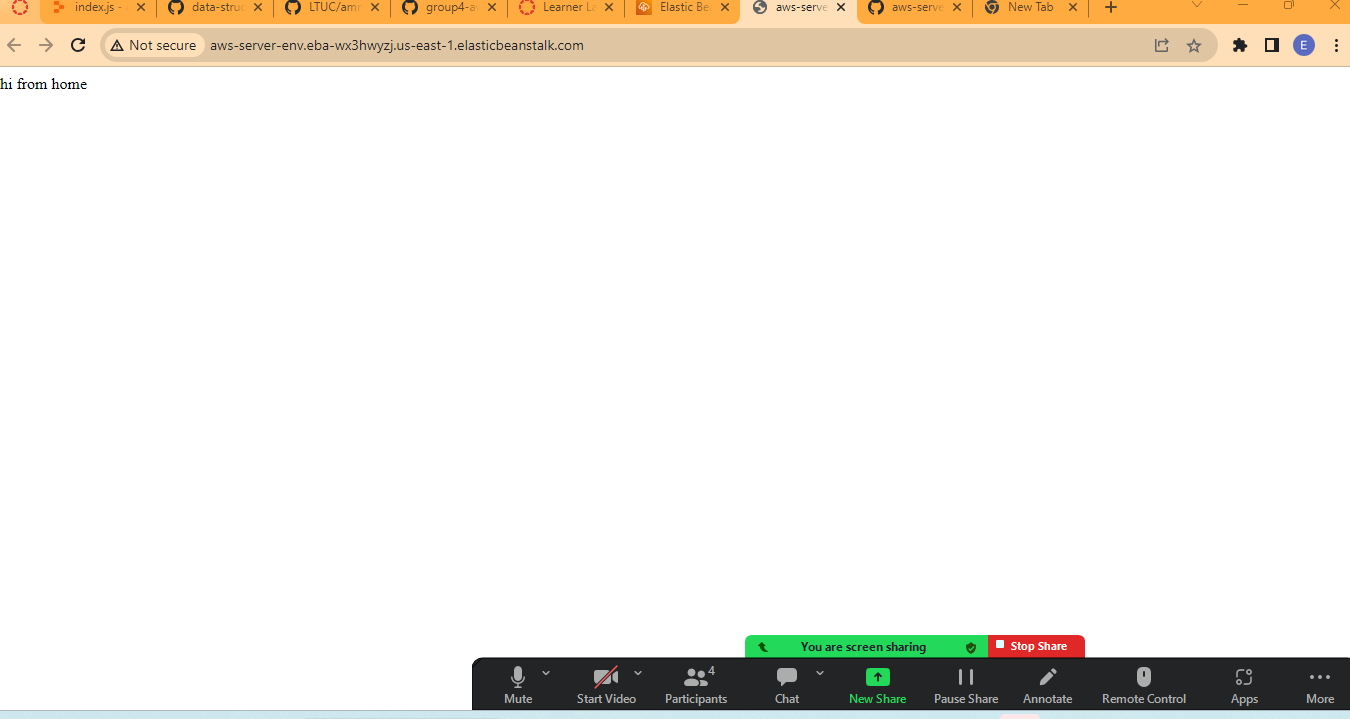 index.js - data-struc LTUC/amm group4-a Learner La Elastic Be aws-serve aws-serve New Tab
Not secure aws-server-env.eba-wx3hwyzj.us-east-1.elasticbeanstalk.com E
hi from home
You are screen sharing Stop Share
4
Mute Start Video Participants Chat New Share Pause Share Annotate Remote Control Apps More